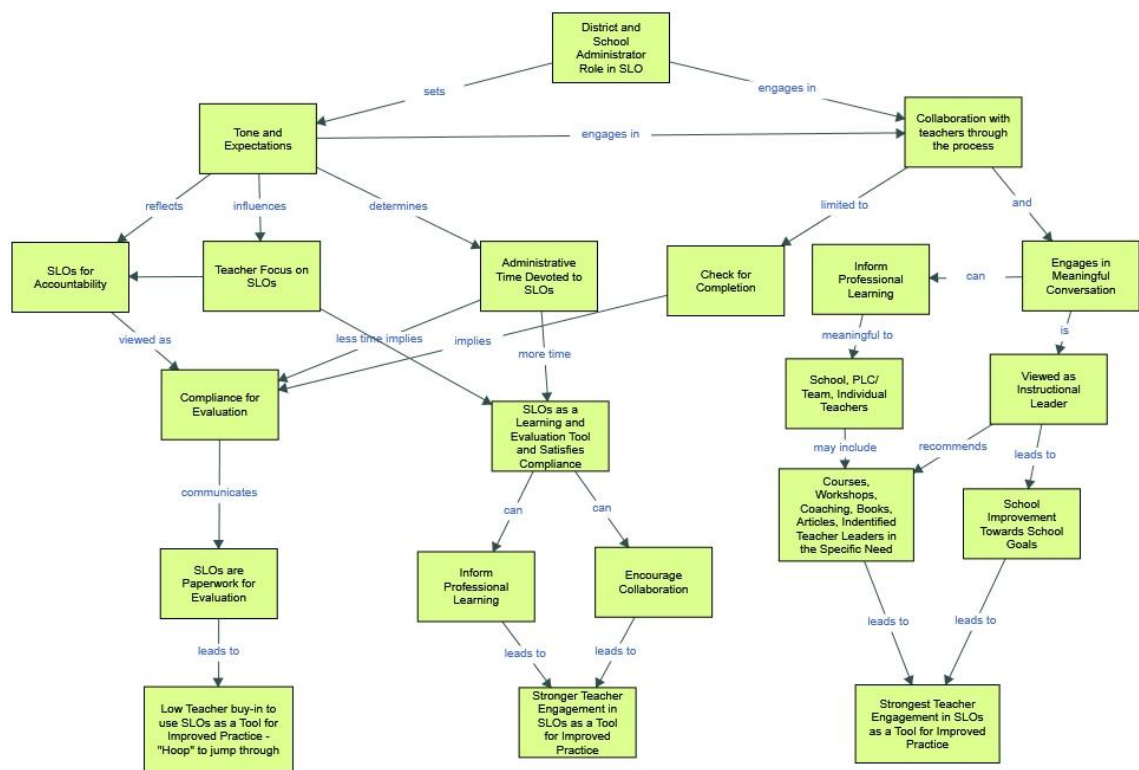 District and
School
Administrator
Role in SLO
sets
engages in
Tone and
Expectations
engages in
Collaboration with
teachers through
the process
reflects
influences
determines
limited to
and
SLOs for
Accountability
Teacher Focus on
SLOs
Administrative
Time Devoted to
SLOs
Check for
Completion
Inform
Professional
Learning
can
Engages in
Meaningful
Conversation
viewed as
less time implies
implies
more time
meaningful to
is
Compliance for
Evaluation
SLOs as a
Learning and
Evaluation Tool
and Satisfies
Compliance
School, PLC/
Team, Individual
Teachers
Viewed as
Instructional
Leader
may include
recommends
leads to
communicates
can
can
Courses,
Workshops,
Coaching, Books,
Articles, Indentified
Teacher Leaders in
the Specific Need
School
Improvement
Towards School
Goals
SLOs are
Paperwork for
Evaluation
Inform
Professional
Learning
Encourage
Collaboration
leads to
leads to
leads to
leads to
leads to
Low Teacher buy-in to
use SLOs as a Tool for
Improved Practice -
"Hoop" to jump through
Stronger Teacher
Engagement in
SLOs as a Tool
for Improved
Practice
Strongest Teacher
Engagement in SLOs
as a Tool for Improved
Practice